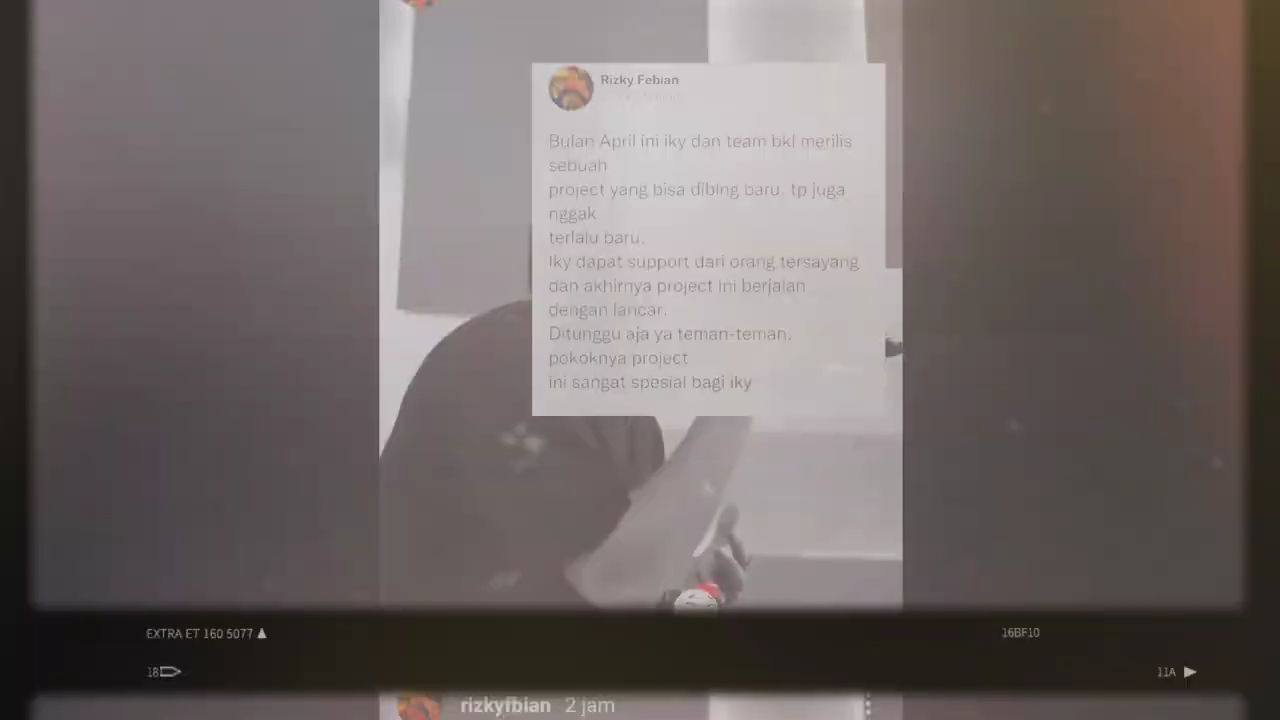 Rizky Febian
Bulan April ini iky dan team bkl merilis
sebuah
project yang bisa dibing baru, tp juga
nggak
terlalu baru.
Iky dapat support dari orang tersayang
dan akhirnya project ini berjalan
dengan lancar.
Ditunggu aja ya teman-teman,
pokoknya project
ini sangat spesial bagi iky
EXTRA ET 160 5077
16BF10
18
11A
rizkyfbian 2 jam